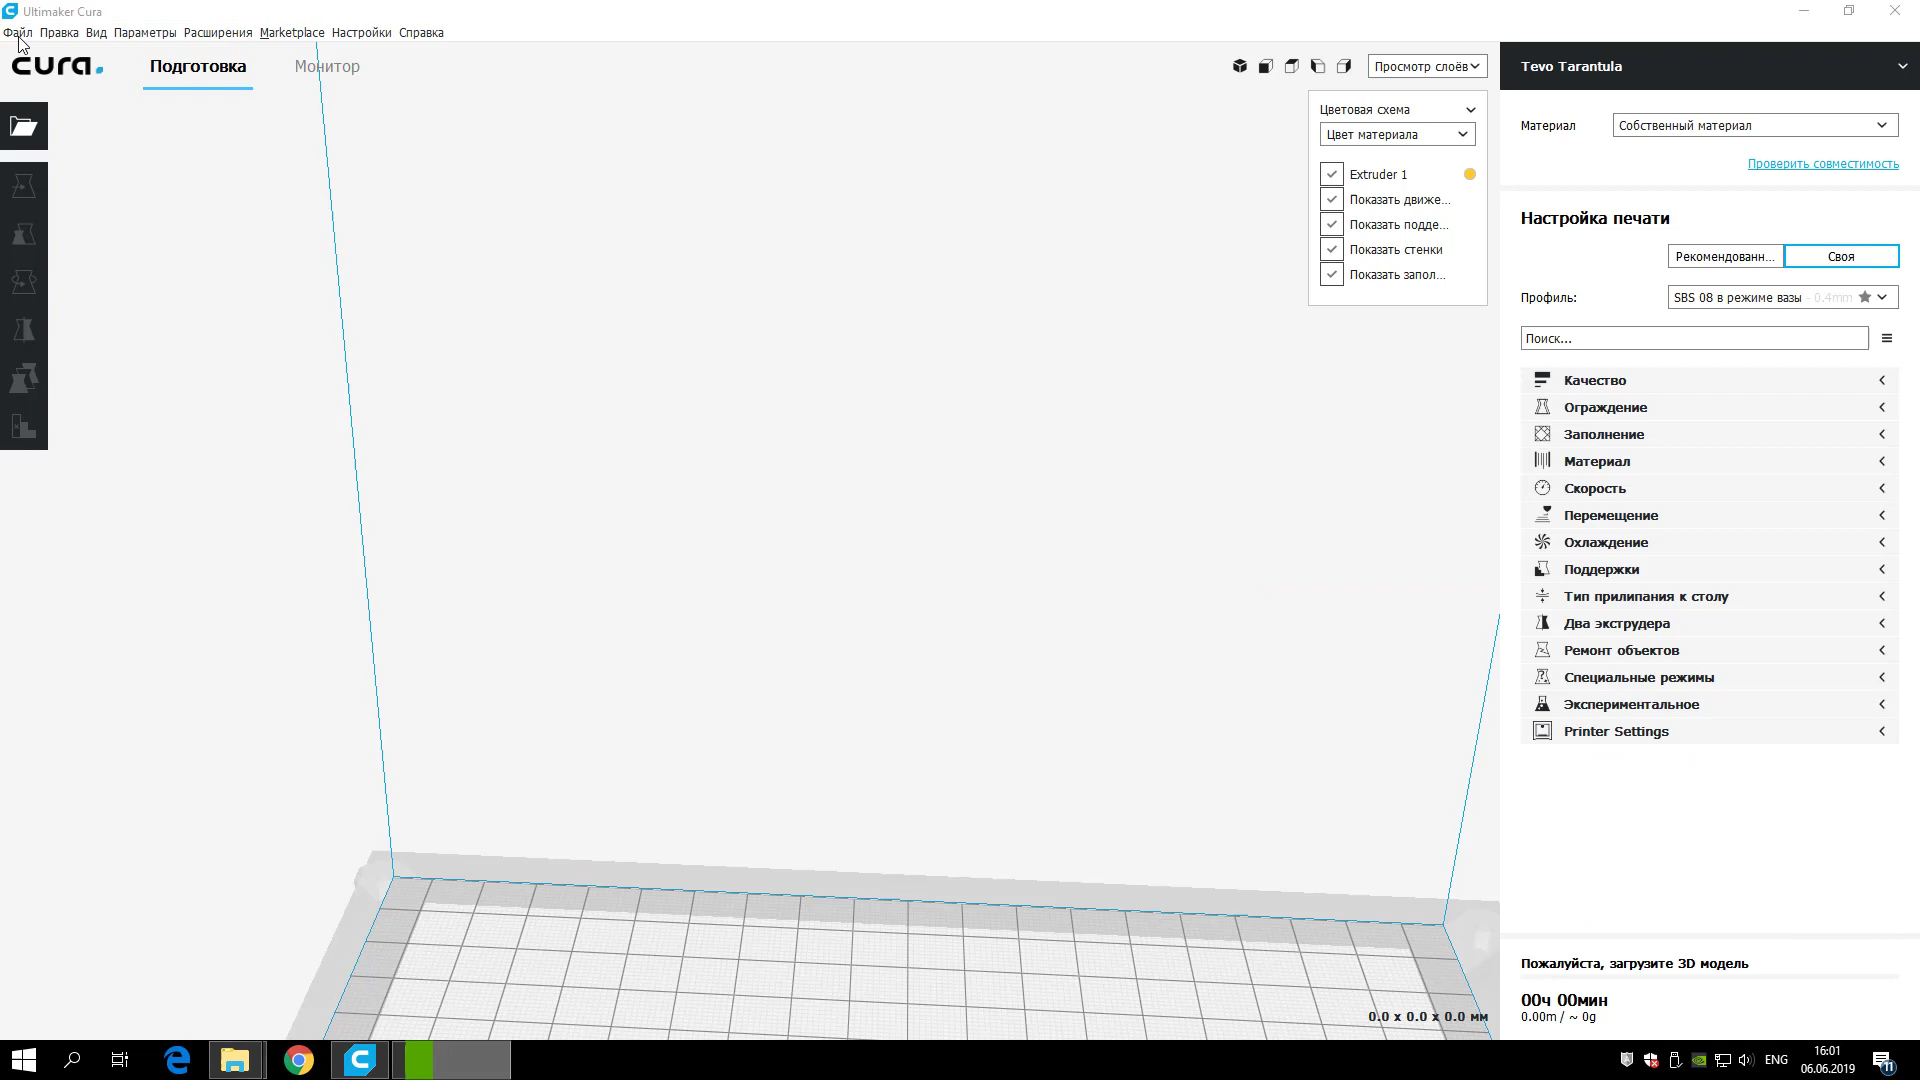 Ultimaker Cura
Файл Правка Вид Параметры Расширения Marketplace Настройки Справка
cura. Подготовка Монитор
Просмотр слоёв
Tevo Tarantula
Цветовая схема
Цвет материала
Extruder 1
Показать движе...
Показать подде...
Показать стенки
Показать запол...
Материал Собственный материал
Проверить совместимость
Настройка печати
Рекомендованн... Своя
Профиль: SBS 08 в режиме вазы - 0.4mm
Поиск...
Качество
Ограждение
Заполнение
Материал
Скорость
Перемещение
Охлаждение
Поддержки
Тип прилипания к столу
Два экструдера
Ремонт объектов
Специальные режимы
Экспериментальное
Printer Settings
Пожалуйста, загрузите 3D модель
00ч 00мин
0.00m / ~ 0g
0.0 x 0.0 x 0.0 мм
ENG
16:01
06.06.2019
11